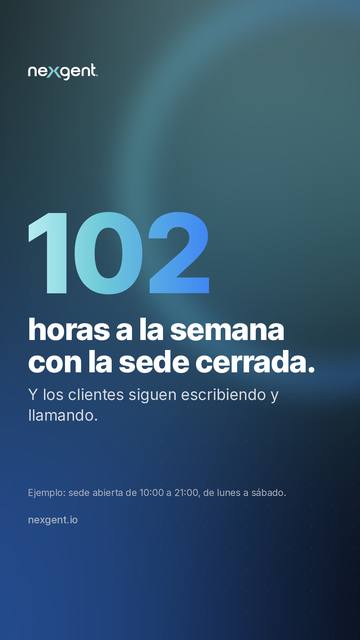 nexgent.
102
horas a la semana
con la sede cerrada.
Y los clientes siguen escribiendo y
llamando.
Ejemplo: sede abierta de 10:00 a 21:00, de lunes a sábado.
nexgent.io